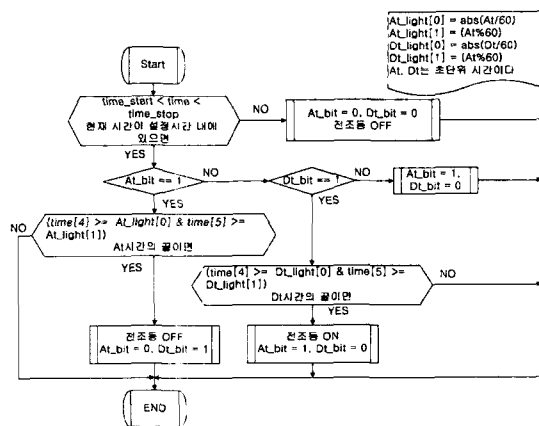 At_light[0] = abs(At/60)
At_light[1] = (At%60)
Dt_light[0] = abs(Dt/60)
Dt_light[1] = (At%60)
At, Dt는 초단위 시간이다
Start
time_start < time <
time_stop
현재 시간이 설정시간 내에
있으면
NO
At_bit = 0, Dt_bit = 0
전조등 OFF
YES
At_bit == 1
NO
Dt_bit == 1
NO
At_bit = 1,
Dt_bit = 0
YES
YES
NO
(time[4] >= At_light[0] & time[5] >=
At_light[1])
At시간의 끝이면
YES
(time[4] >= Dt_light[0] & time[5] >=
Dt_light[1])
Dt시간의 끝이면
NO
YES
전조등 OFF
At_bit = 0, Dt_bit = 1
전조등 ON
At_bit = 1, Dt_bit = 0
END